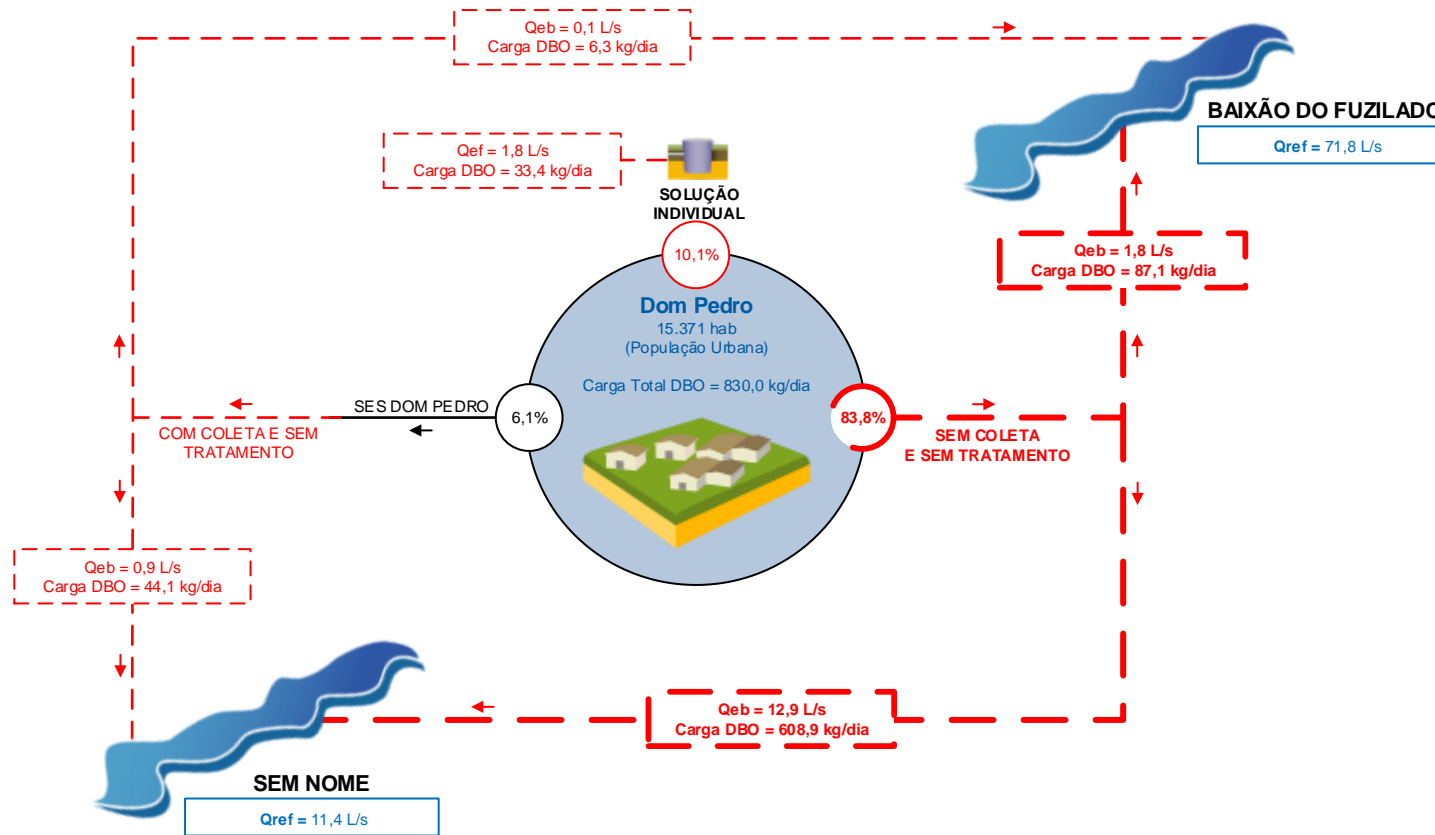 Qeb = 0,1 L/s
Carga DBO = 6,3 kg/dia
BAIXÃO DO FUZILADO
Qref = 71,8 L/s
Qef = 1,8 L/s
Carga DBO = 33,4 kg/dia
SOLUÇÃO
INDIVIDUAL
10,1%
Qeb = 1,8 L/s
Carga DBO = 87,1 kg/dia
Dom Pedro
15.371 hab
(População Urbana)
Carga Total DBO = 830,0 kg/dia
SES DOM PEDRO
6,1%
83,8%
COM COLETA E SEM
TRATAMENTO
SEM COLETA
E SEM TRATAMENTO
Qeb = 0,9 L/s
Carga DBO = 44,1 kg/dia
Qeb = 12,9 L/s
Carga DBO = 608,9 kg/dia
SEM NOME
Qref = 11,4 L/s